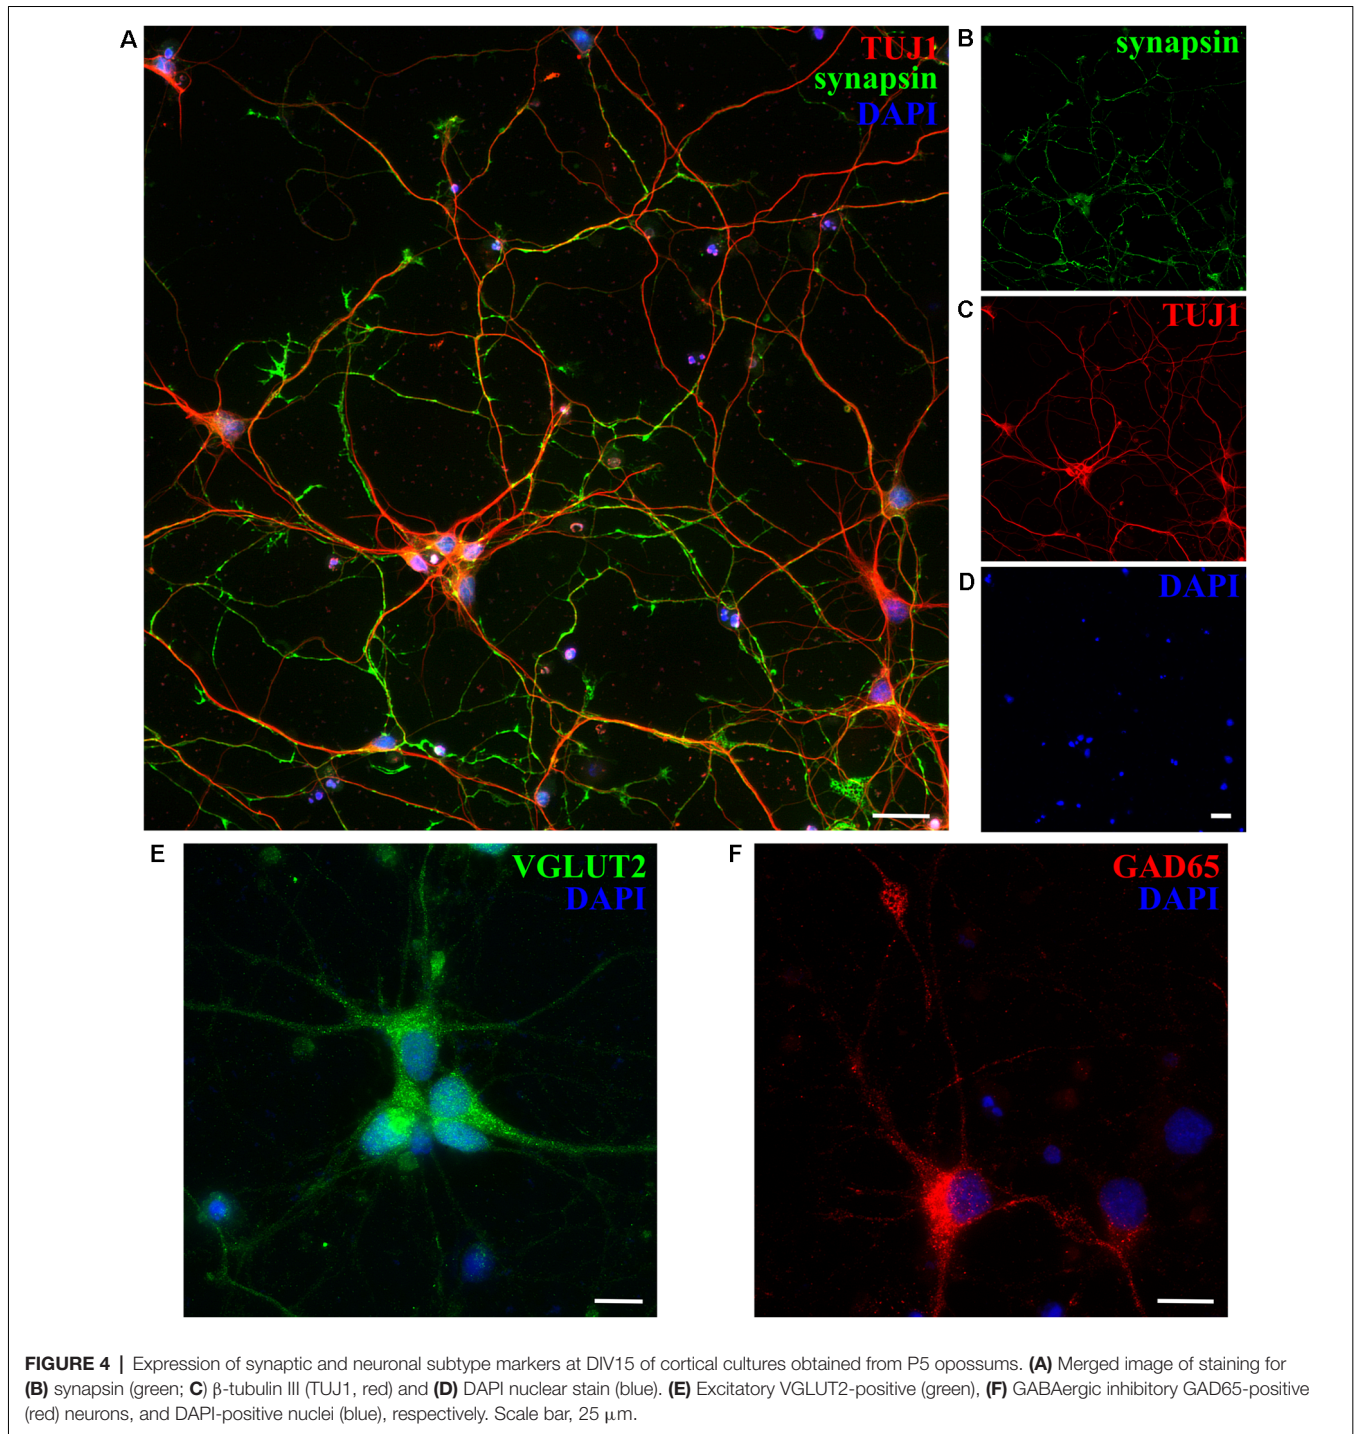 A
TUJ1
synapsin
DAPI
B
synapsin
C
TUJ1
D
DAPI
E
VGLUT2
DAPI
F
GAD65
DAPI
FIGURE 4 | Expression of synaptic and neuronal subtype markers at DIV15 of cortical cultures obtained from P5 opossums. (A) Merged image of staining for
(B) synapsin (green; C) β-tubulin III (TUJ1, red) and (D) DAPI nuclear stain (blue). (E) Excitatory VGLUT2-positive (green), (F) GABAergic inhibitory GAD65-positive
(red) neurons, and DAPI-positive nuclei (blue), respectively. Scale bar, 25 μm.